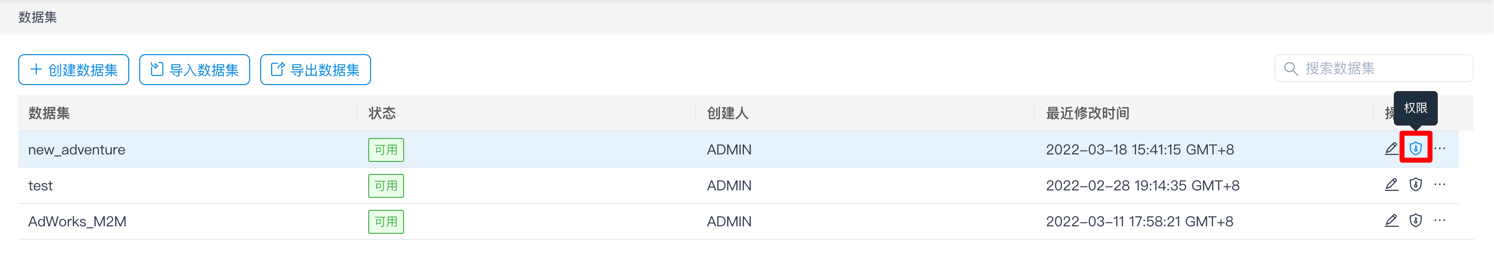 数据集
创建数据集 导入数据集 导出数据集 搜索数据集
权限
数据集 状态 创建人 最近修改时间
new_adventure 可用 ADMIN 2022-03-18 15:41:15 GMT+8 ...
test 可用 ADMIN 2022-02-28 19:14:35 GMT+8 ...
AdWorks_M2M 可用 ADMIN 2022-03-11 17:58:21 GMT+8 ...